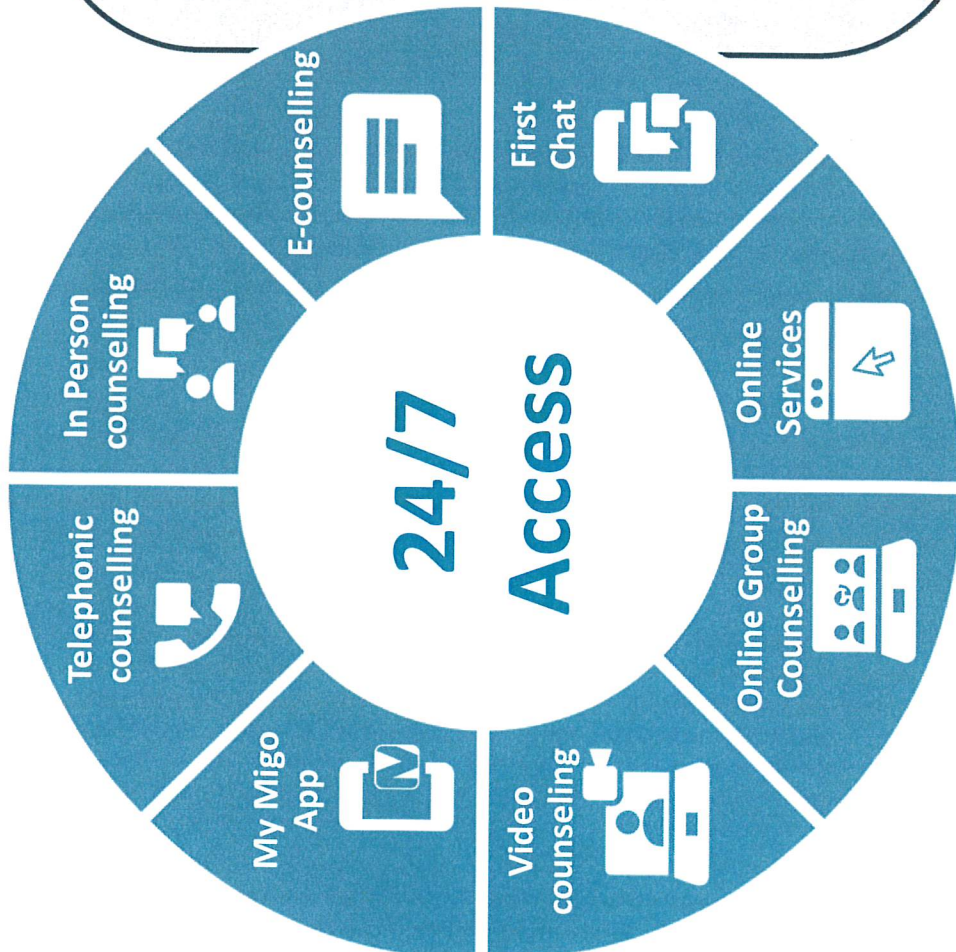 Telephonic
counselling
In Person
counselling
E-counselling
First
Chat
Online
Services
Online Group
Counselling
Video
counseling
My Migo
App
M
24/7
Access